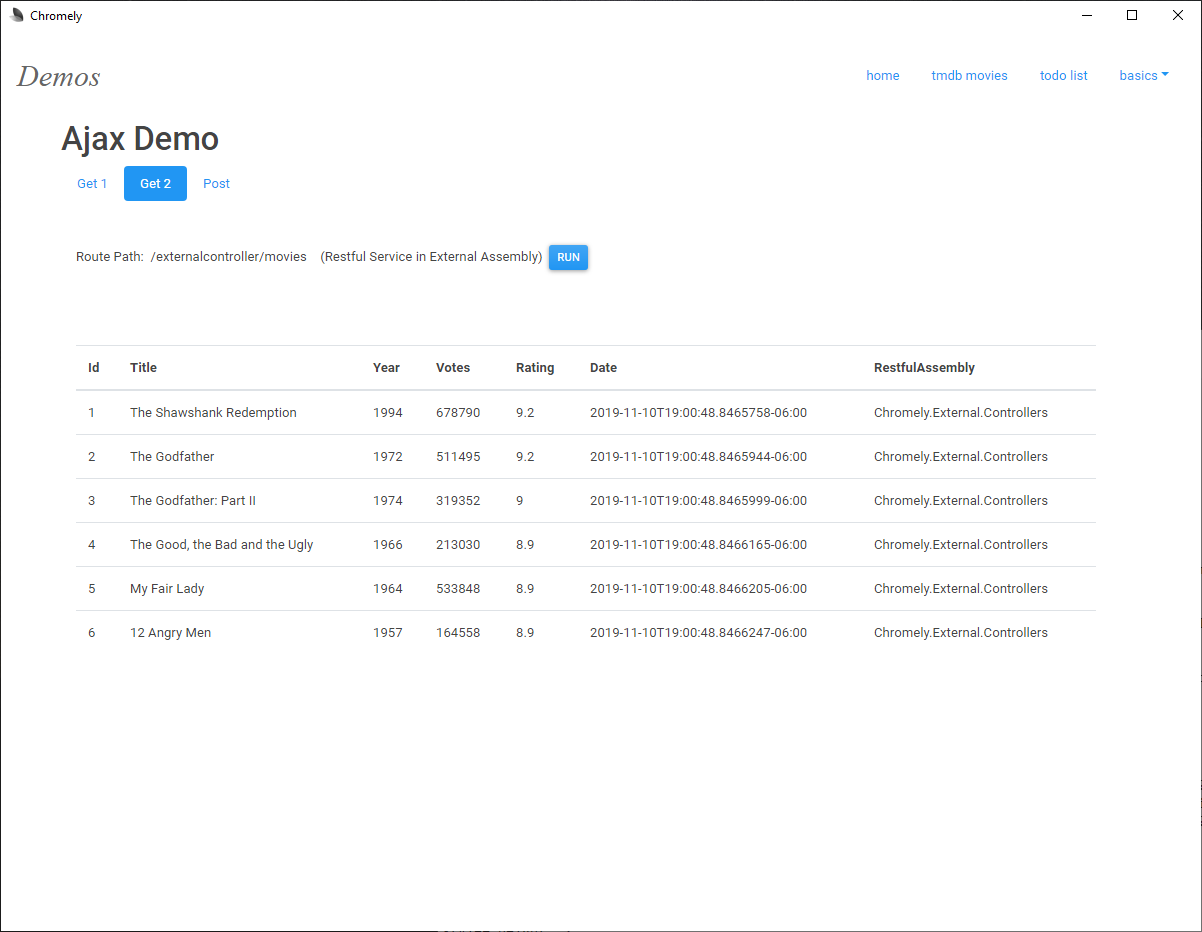 Chromely
Demos home tmdb movies todo list basics
Ajax Demo
Get 1 Get 2 Post
Route Path: /externalcontroller/movies (Restful Service in External Assembly) RUN
Id Title Year Votes Rating Date RestfulAssembly
1 The Shawshank Redemption 1994 678790 9.2 2019-11-10T19:00:48.8465758-06:00 Chromely.External.Controllers
2 The Godfather 1972 511495 9.2 2019-11-10T19:00:48.8465944-06:00 Chromely.External.Controllers
3 The Godfather: Part II 1974 319352 9 2019-11-10T19:00:48.8465999-06:00 Chromely.External.Controllers
4 The Good, the Bad and the Ugly 1966 213030 8.9 2019-11-10T19:00:48.8466165-06:00 Chromely.External.Controllers
5 My Fair Lady 1964 533848 8.9 2019-11-10T19:00:48.8466205-06:00 Chromely.External.Controllers
6 12 Angry Men 1957 164558 8.9 2019-11-10T19:00:48.8466247-06:00 Chromely.External.Controllers